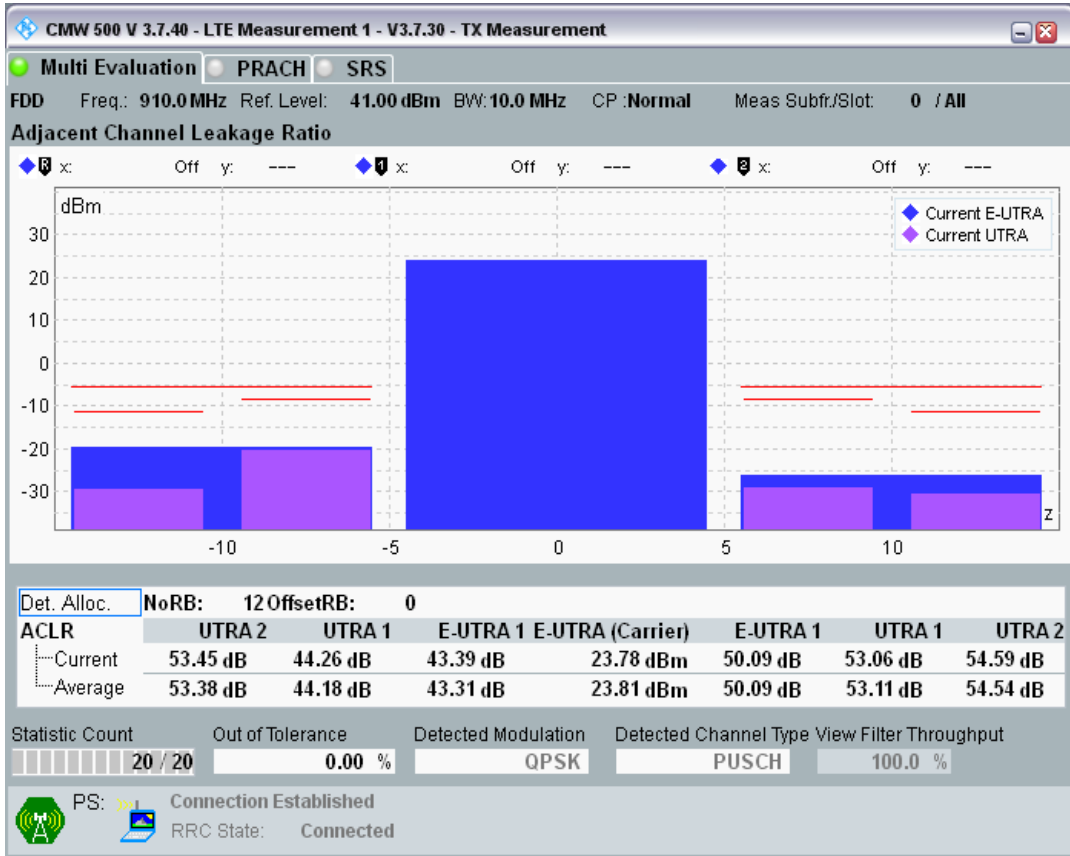 CMW 500 V 3.7.40 - LTE Measurement 1 - V3.7.30 - TX Measurement
Multi Evaluation PRACH SRS
FDD Freq.: 910.0 MHz Ref. Level: 41.00 dBm BW: 10.0 MHz CP :Normal Meas Subfr./Slot: 0 / All
Adjacent Channel Leakage Ratio
R x: Off y: --- 1 x: Off y: --- 2 x: Off y: ---
dBm
Current E-UTRA
Current UTRA
30
20
10
0
-10
-20
-30
z
-10 -5 0 5 10
Det. Alloc. NoRB: 12 OffsetRB: 0
ACLR UTRA 2 UTRA 1 E-UTRA 1 E-UTRA (Carrier) E-UTRA 1 UTRA 1 UTRA 2
Current 53.45 dB 44.26 dB 43.39 dB 23.78 dBm 50.09 dB 53.06 dB 54.59 dB
Average 53.38 dB 44.18 dB 43.31 dB 23.81 dBm 50.09 dB 53.11 dB 54.54 dB
Statistic Count Out of Tolerance Detected Modulation Detected Channel Type View Filter Throughput
20 / 20 0.00 % QPSK PUSCH 100.0 %
PS: Connection Established
RRC State: Connected